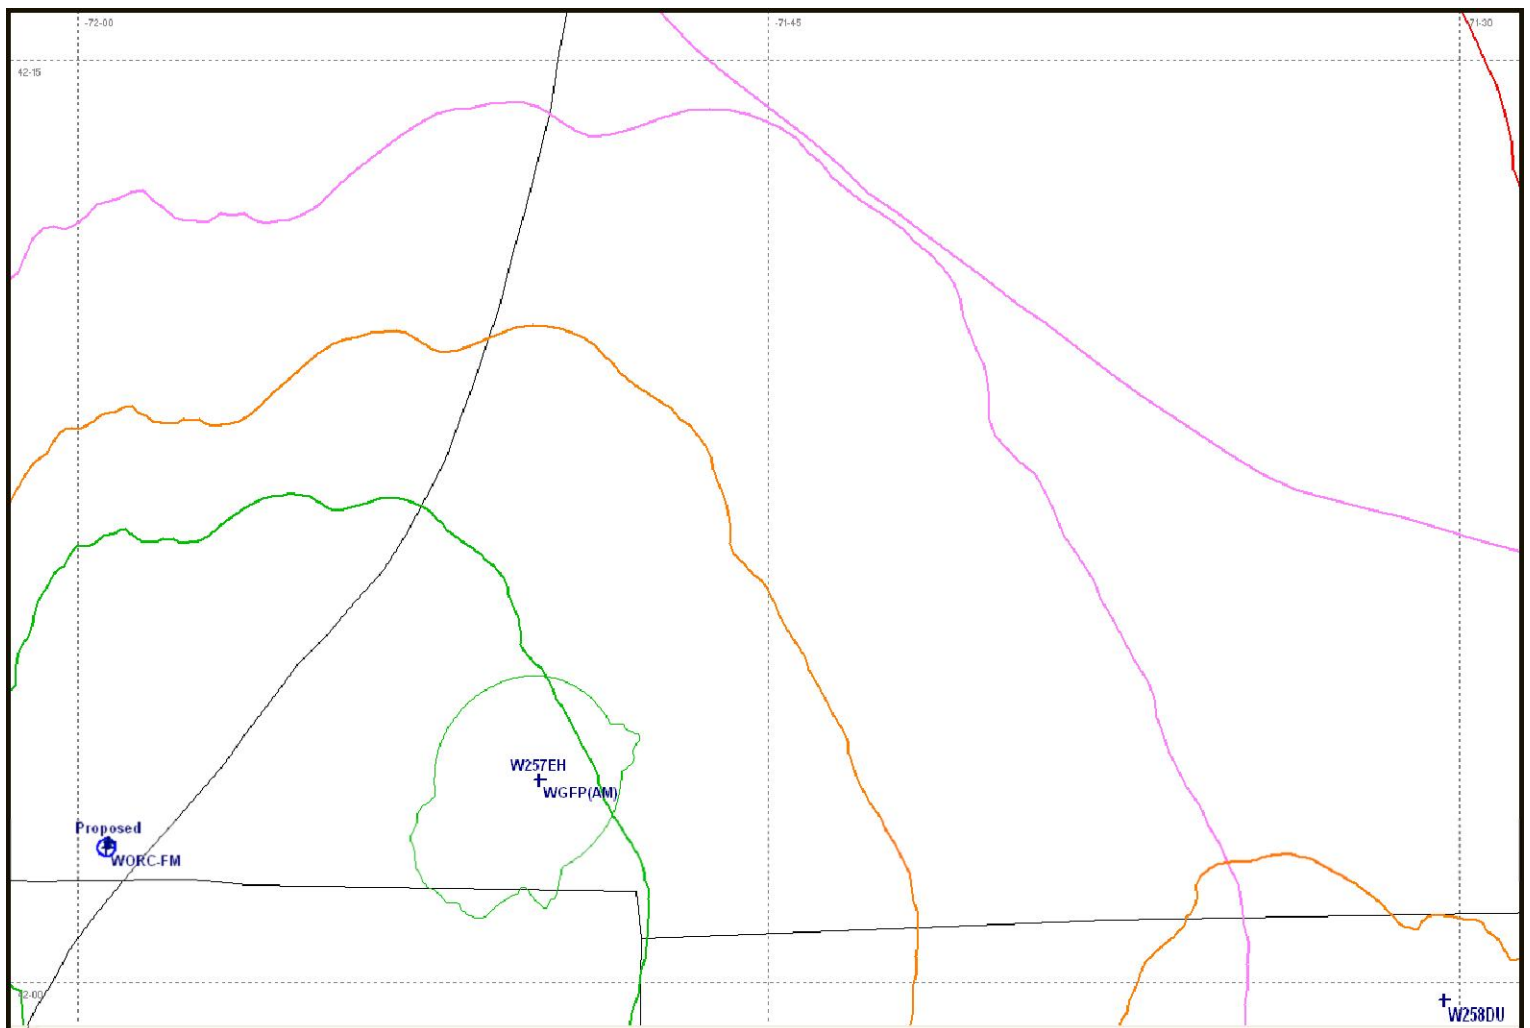 -72-00
-71-45
-71-30
42-15
W257EH
WGFP(AM)
Proposed
WORC-FM
42-00
W258DU